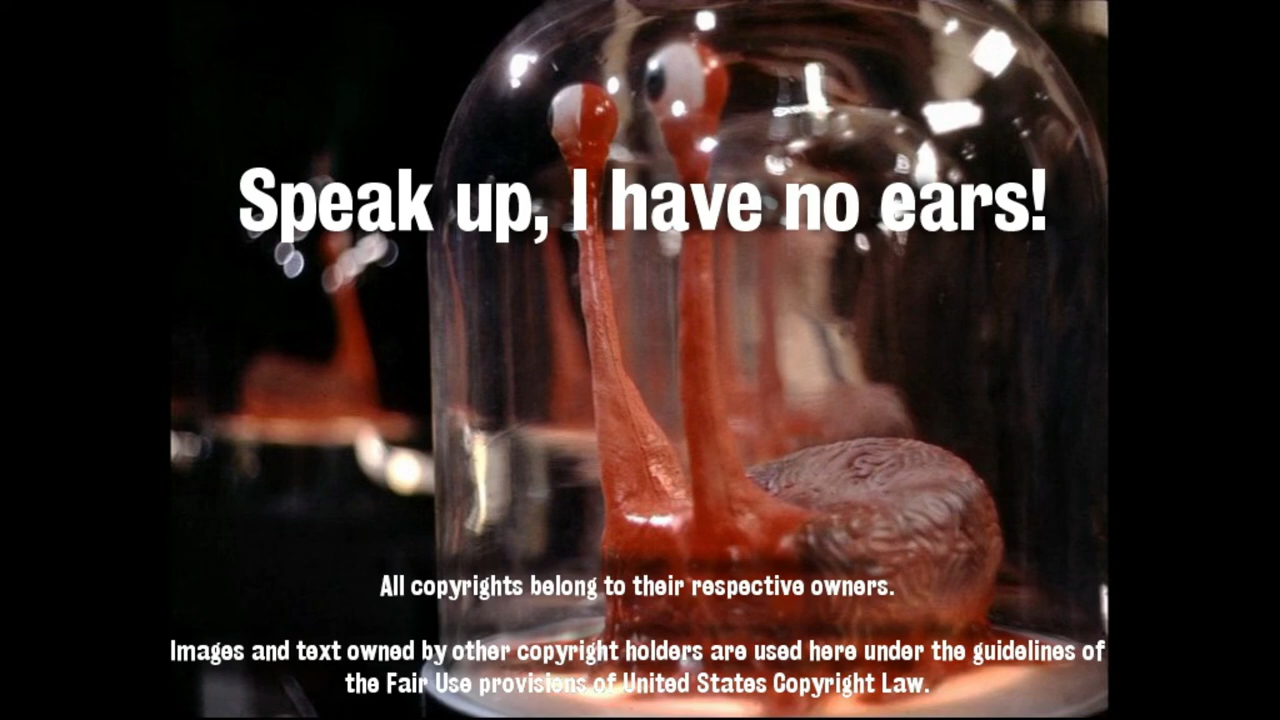 Speak up, I have no ears!
All copyrights belong to their respective owners.
Images and text owned by other copyright holders are used here under the guidelines of
the Fair Use provisions of United States Copyright Law.